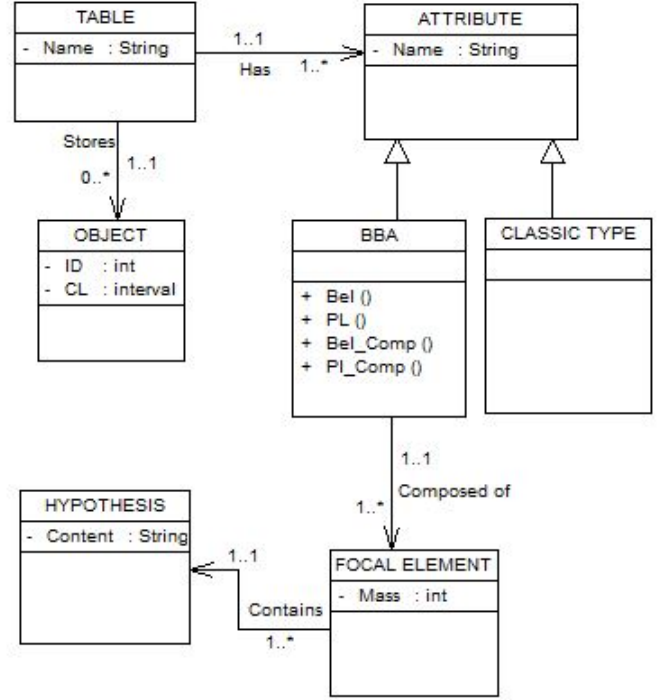 TABLE
- Name : String
1..1
Has
1..*
ATTRIBUTE
- Name : String
Stores
1..1
0..*
OBJECT
- ID : int
- CL : interval
BBA
+ Bel ()
+ PL ()
+ Bel_Comp ()
+ Pl_Comp ()
CLASSIC TYPE
1..1
Composed of
1..*
HYPOTHESIS
- Content : String
1..1
Contains
1..*
FOCAL ELEMENT
- Mass : int